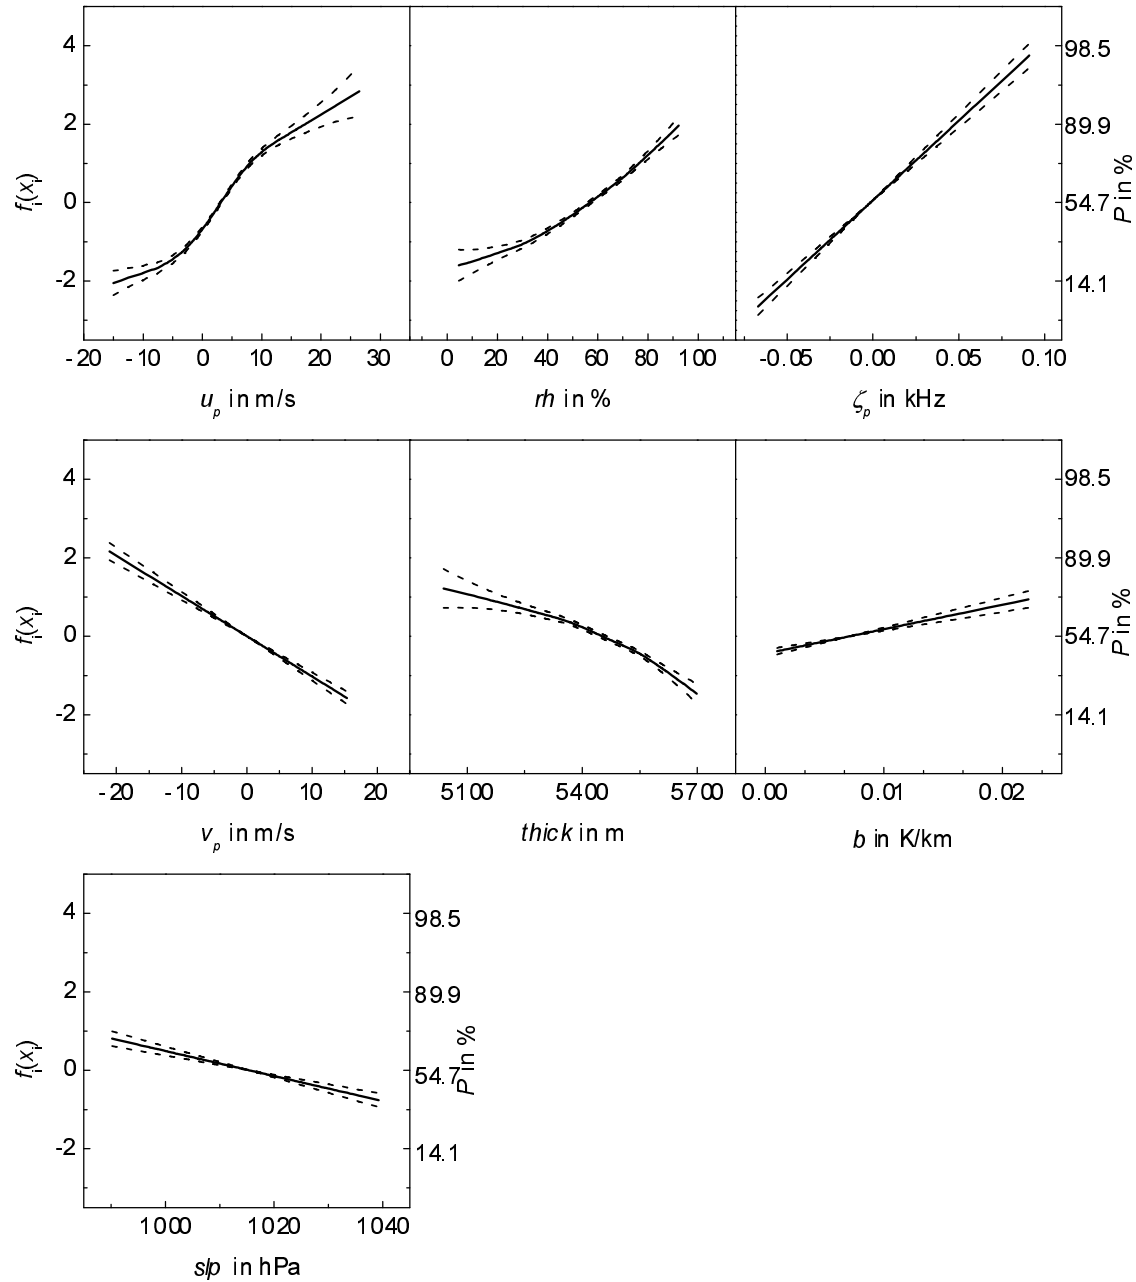 4
2
0
-2
f_i(x_i)
98.5
89.9
54.7
14.1
P in %
-20 -10 0 10 20 30 0 20 40 60 80 100 -0.05 0.00 0.05 0.10
u_p in m/s rh in % ζ_p in kHz
4
2
0
-2
f_i(x_i)
98.5
89.9
54.7
14.1
P in %
-20 -10 0 10 20 5100 5400 5700 0.00 0.01 0.02
v_p in m/s thick in m b in K/km
4
2
0
-2
f_i(x_i)
98.5
89.9
54.7
14.1
P in %
1000 1020 1040
slp in hPa